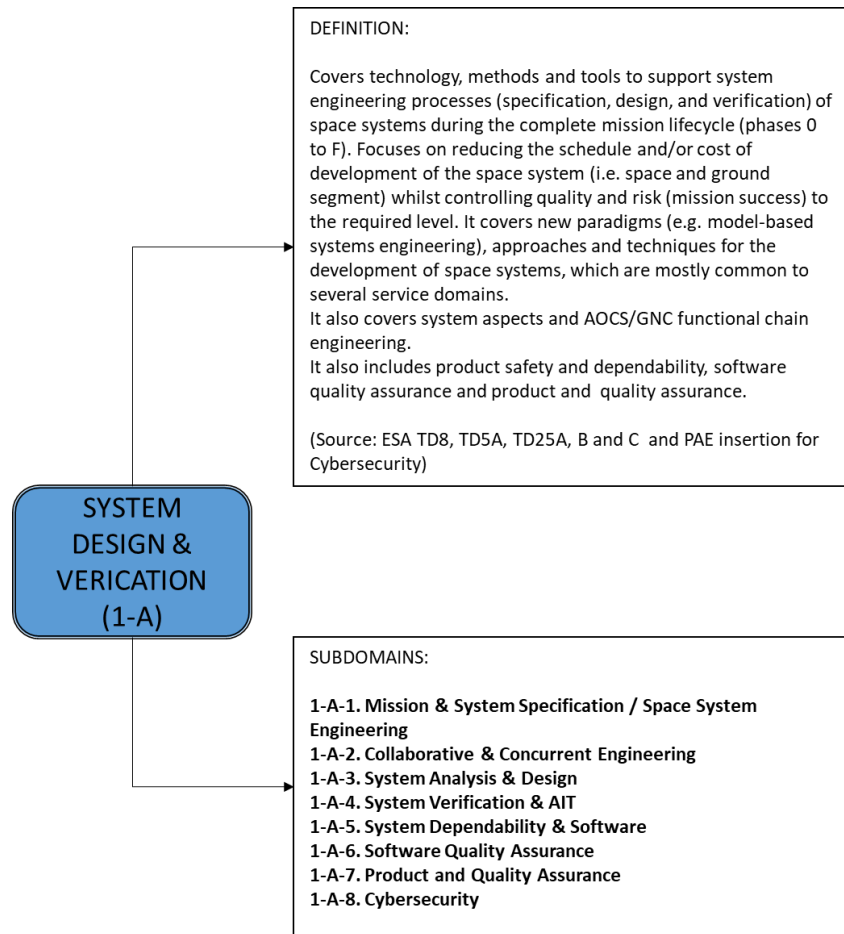 DEFINITION:
Covers technology, methods and tools to support system
engineering processes (specification, design, and verification) of
space systems during the complete mission lifecycle (phases 0
to F). Focuses on reducing the schedule and/or cost of
development of the space system (i.e. space and ground
segment) whilst controlling quality and risk (mission success) to
the required level. It covers new paradigms (e.g. model-based
systems engineering), approaches and techniques for the
development of space systems, which are mostly common to
several service domains.
It also covers system aspects and AOCS/GNC functional chain
engineering.
It also includes product safety and dependability, software
quality assurance and product and  quality assurance.
(Source: ESA TD8, TD5A, TD25A, B and C  and PAE insertion for
Cybersecurity)
SYSTEM
DESIGN &
VERICATION
(1-A)
SUBDOMAINS:
1-A-1. Mission & System Specification / Space System
Engineering
1-A-2. Collaborative & Concurrent Engineering
1-A-3. System Analysis & Design
1-A-4. System Verification & AIT
1-A-5. System Dependability & Software
1-A-6. Software Quality Assurance
1-A-7. Product and Quality Assurance
1-A-8. Cybersecurity